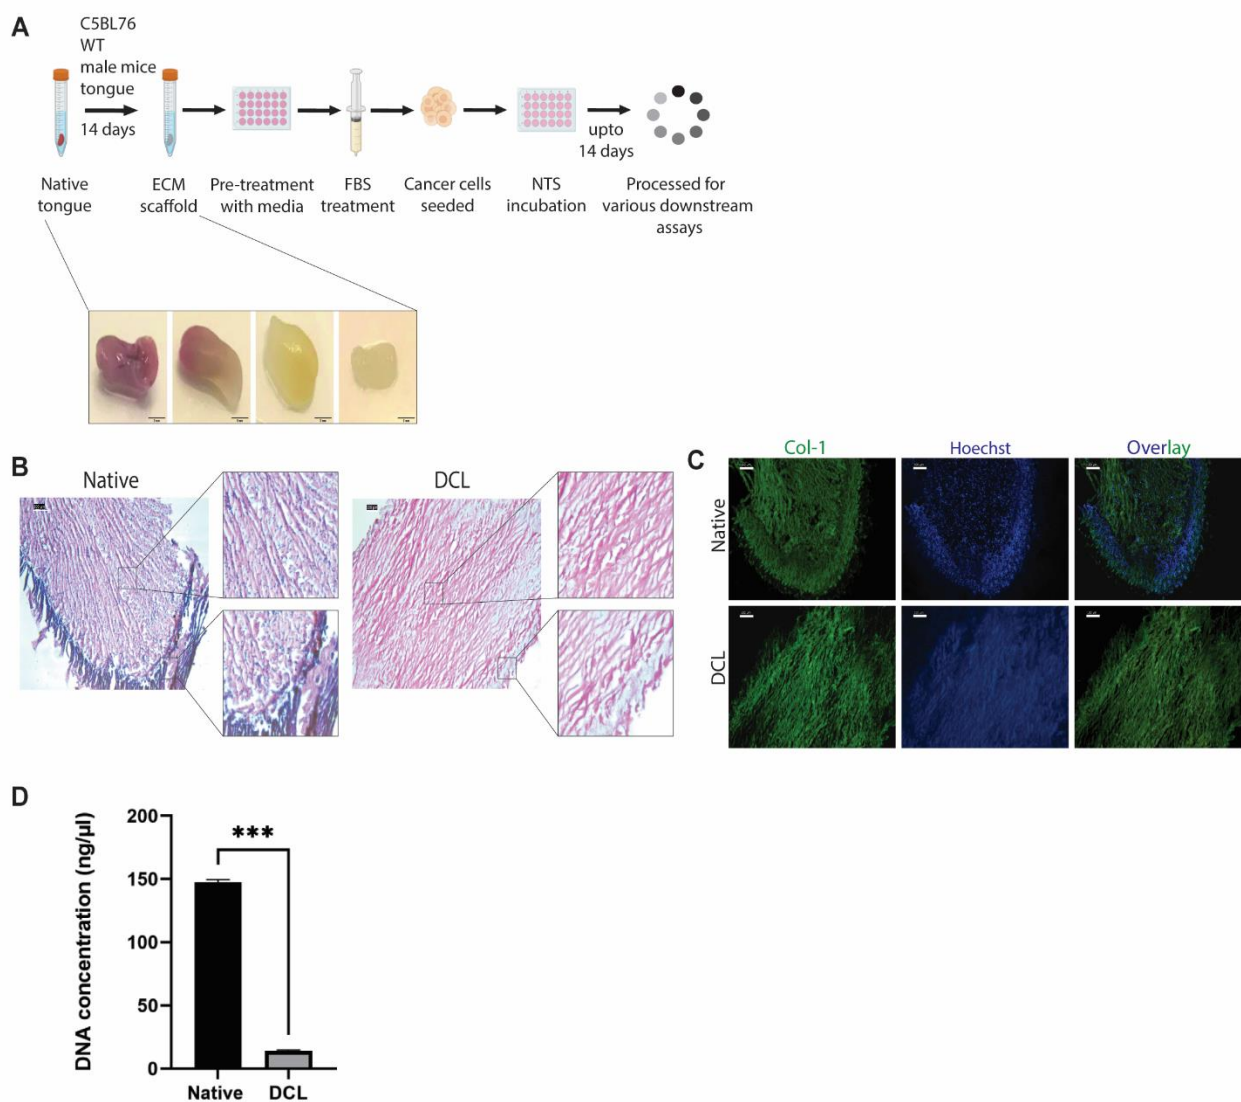 A
C5BL76
WT
male mice
tongue
14 days
upto
14 days
Native
tongue
ECM
scaffold
Pre-treatment
with media
FBS
treatment
Cancer cells
seeded
NTS
incubation
Processed for
various downstream
assays
B
Native
DCL
C
Col-1
Hoechst
Overlay
Native
DCL
D
DNA concentration (ng/µl)
200
150
100
50
0
***
Native
DCL